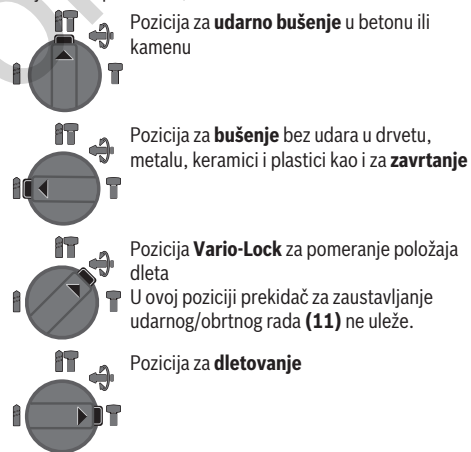 Pozicija za udarno bušenje u betonu ili
kamenu
Pozicija za bušenje bez udara u drvetu,
metalu, keramici i plastici kao i za zavrtanje
Pozicija Vario-Lock za pomeranje položaja
dleta
U ovoj poziciji prekidač za zaustavljanje
udarnog/obrtnog rada (11) ne uleže.
Pozicija za dletovanje